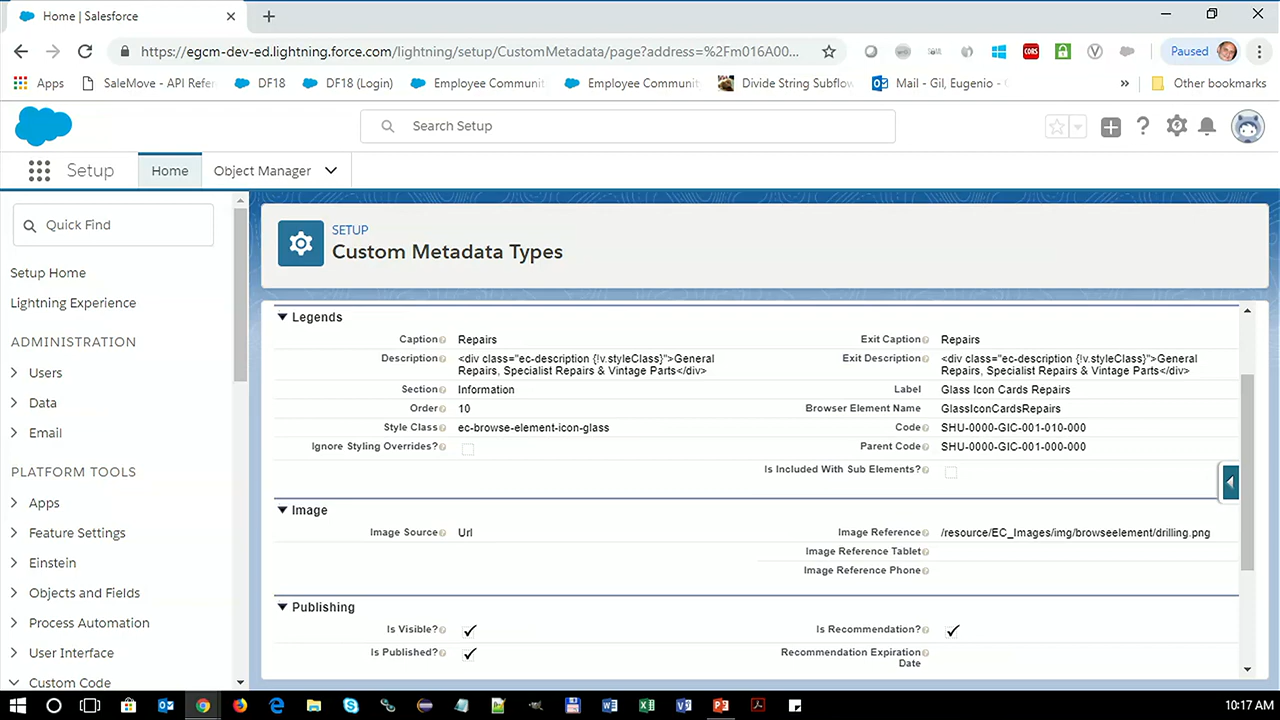 Home | Salesforce
https://egcm-dev-ed.lightning.force.com/lightning/setup/CustomMetadata/page?address=%2Fm016A00...
CORS
Paused
Apps
SaleMove - API Refer
DF18
DF18 (Login)
Employee Communit
Employee Communit
Divide String Subflow
Mail - Gil, Eugenio -
»
Other bookmarks
Search Setup
Setup
Home
Object Manager
Quick Find
Setup Home
Lightning Experience
ADMINISTRATION
Users
Data
Email
PLATFORM TOOLS
Apps
Feature Settings
Einstein
Objects and Fields
Process Automation
User Interface
Custom Code
SETUP
Custom Metadata Types
Legends
Caption Repairs
Exit Caption Repairs
Description <div class="ec-description {!v.styleClass}">General
Repairs, Specialist Repairs & Vintage Parts</div>
Exit Description <div class="ec-description {!v.styleClass}">General
Repairs, Specialist Repairs & Vintage Parts</div>
Section Information
Label Glass Icon Cards Repairs
Order 10
Browser Element Name GlassIconCardsRepairs
Style Class ec-browse-element-icon-glass
Code SHU-0000-GIC-001-010-000
Ignore Styling Overrides?
Parent Code SHU-0000-GIC-001-000-000
Is Included With Sub Elements?
Image
Image Source Url
Image Reference /resource/EC_Images/img/browseelement/drilling.png
Image Reference Tablet
Image Reference Phone
Publishing
Is Visible?
Is Recommendation?
Is Published?
Recommendation Expiration
Date
10:17 AM